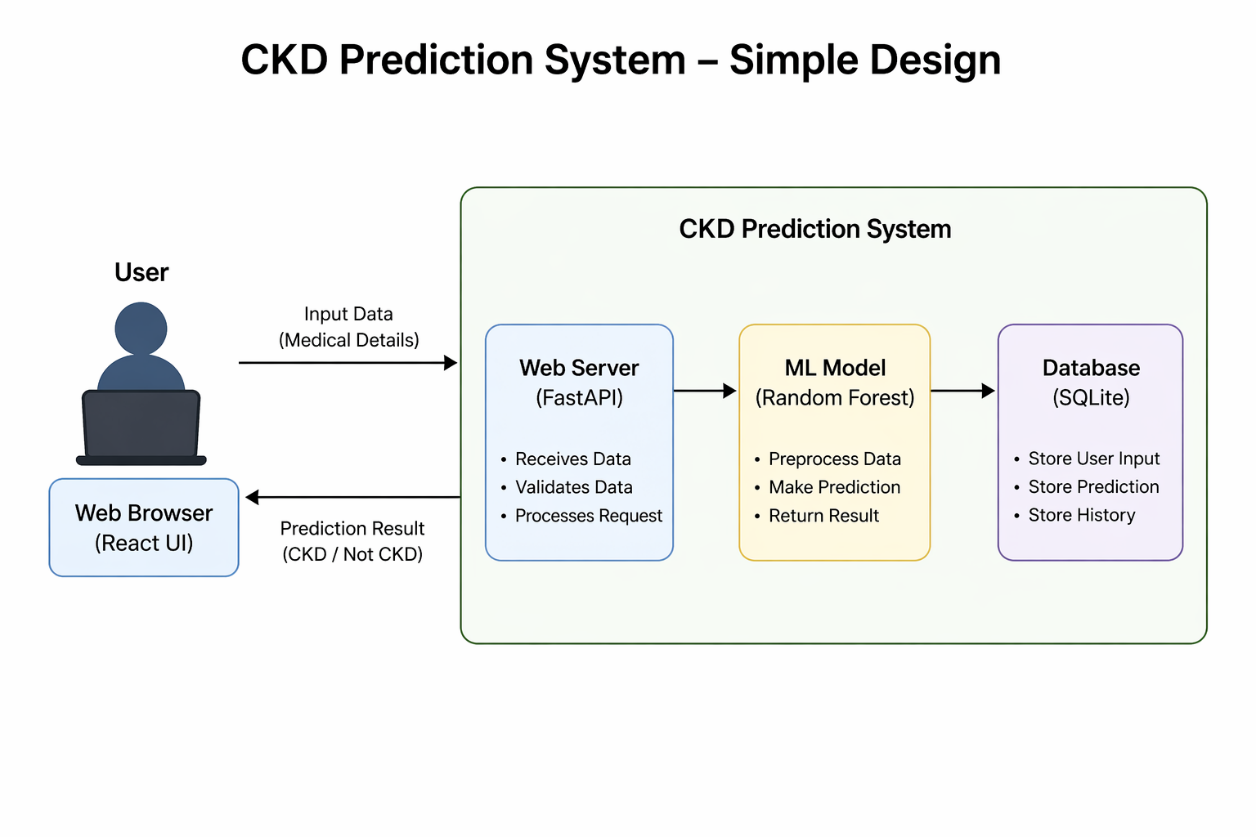 CKD Prediction System – Simple Design
User
Web Browser
(React UI)
Input Data
(Medical Details)
Prediction Result
(CKD / Not CKD)
CKD Prediction System
Web Server
(FastAPI)
• Receives Data
• Validates Data
• Processes Request
ML Model
(Random Forest)
• Preprocess Data
• Make Prediction
• Return Result
Database
(SQLite)
• Store User Input
• Store Prediction
• Store History